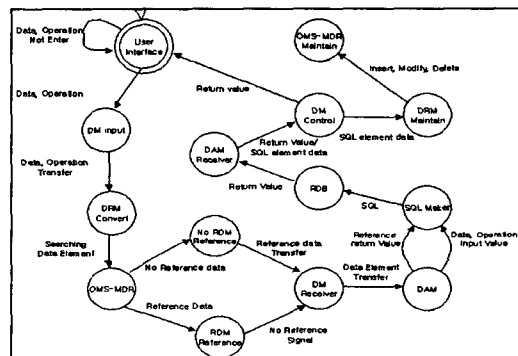 Data, Operation
Not Enter
User
Interface
OMS-MDR
Maintain
Insert, Modify, Delete
Data, Operation
Return value
DM input
DM
Control
DRM
Maintain
SQL element data
Return Value/
SQL element data
DAM
Receiver
Data, Operation
Transfer
Return Value
RDB
SQL
SQL Maker
DRM
Convert
No RDM
Reference
Reference
return Value
Data, Operation
Input Value
Searching
Data Element
Reference data
Transfer
No Reference data
OMS-MDR
DM
Receiver
Data Element
Transfer
DAM
Reference Data
RDM
Reference
No Reference
Signal